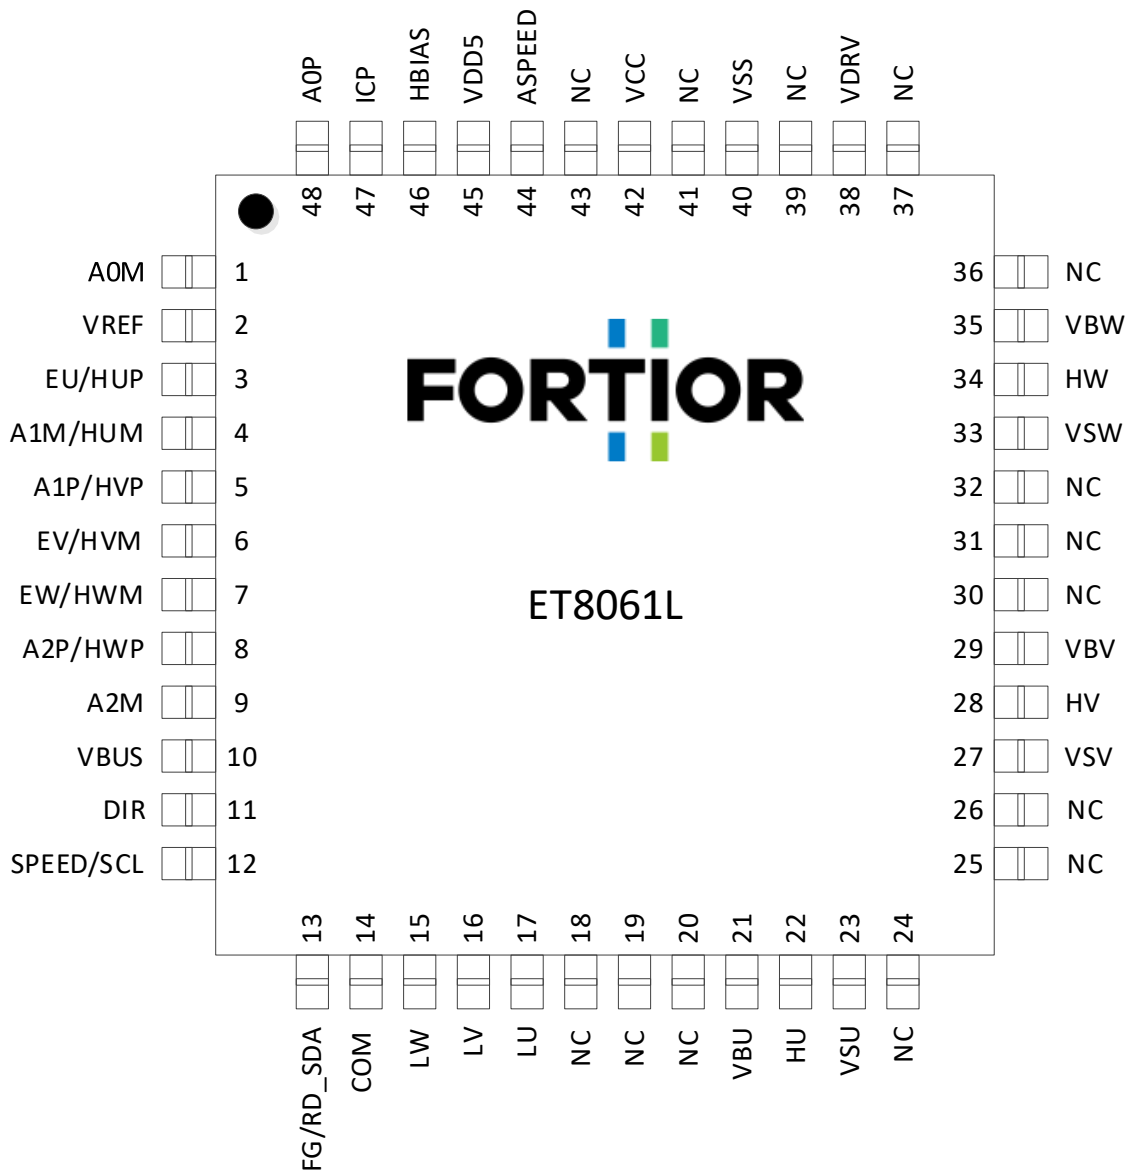 A0P ICP HBIAS VDD5 ASPEED NC VCC NC VSS NC VDRV NC
48 47 46 45 44 43 42 41 40 39 38 37
A0M 1 36 NC
VREF 2 35 VBW
EU/HUP 3 34 HW
A1M/HUM 4 33 VSW
A1P/HVP 5 32 NC
EV/HVM 6 31 NC
EW/HWM 7 30 NC
A2P/HWP 8 29 VBV
A2M 9 28 HV
VBUS 10 27 VSV
DIR 11 26 NC
SPEED/SCL 12 25 NC
FORTIOR
ET8061L
13 14 15 16 17 18 19 20 21 22 23 24
FG/RD_SDA COM LW LV LU NC NC NC VBU HU VSU NC